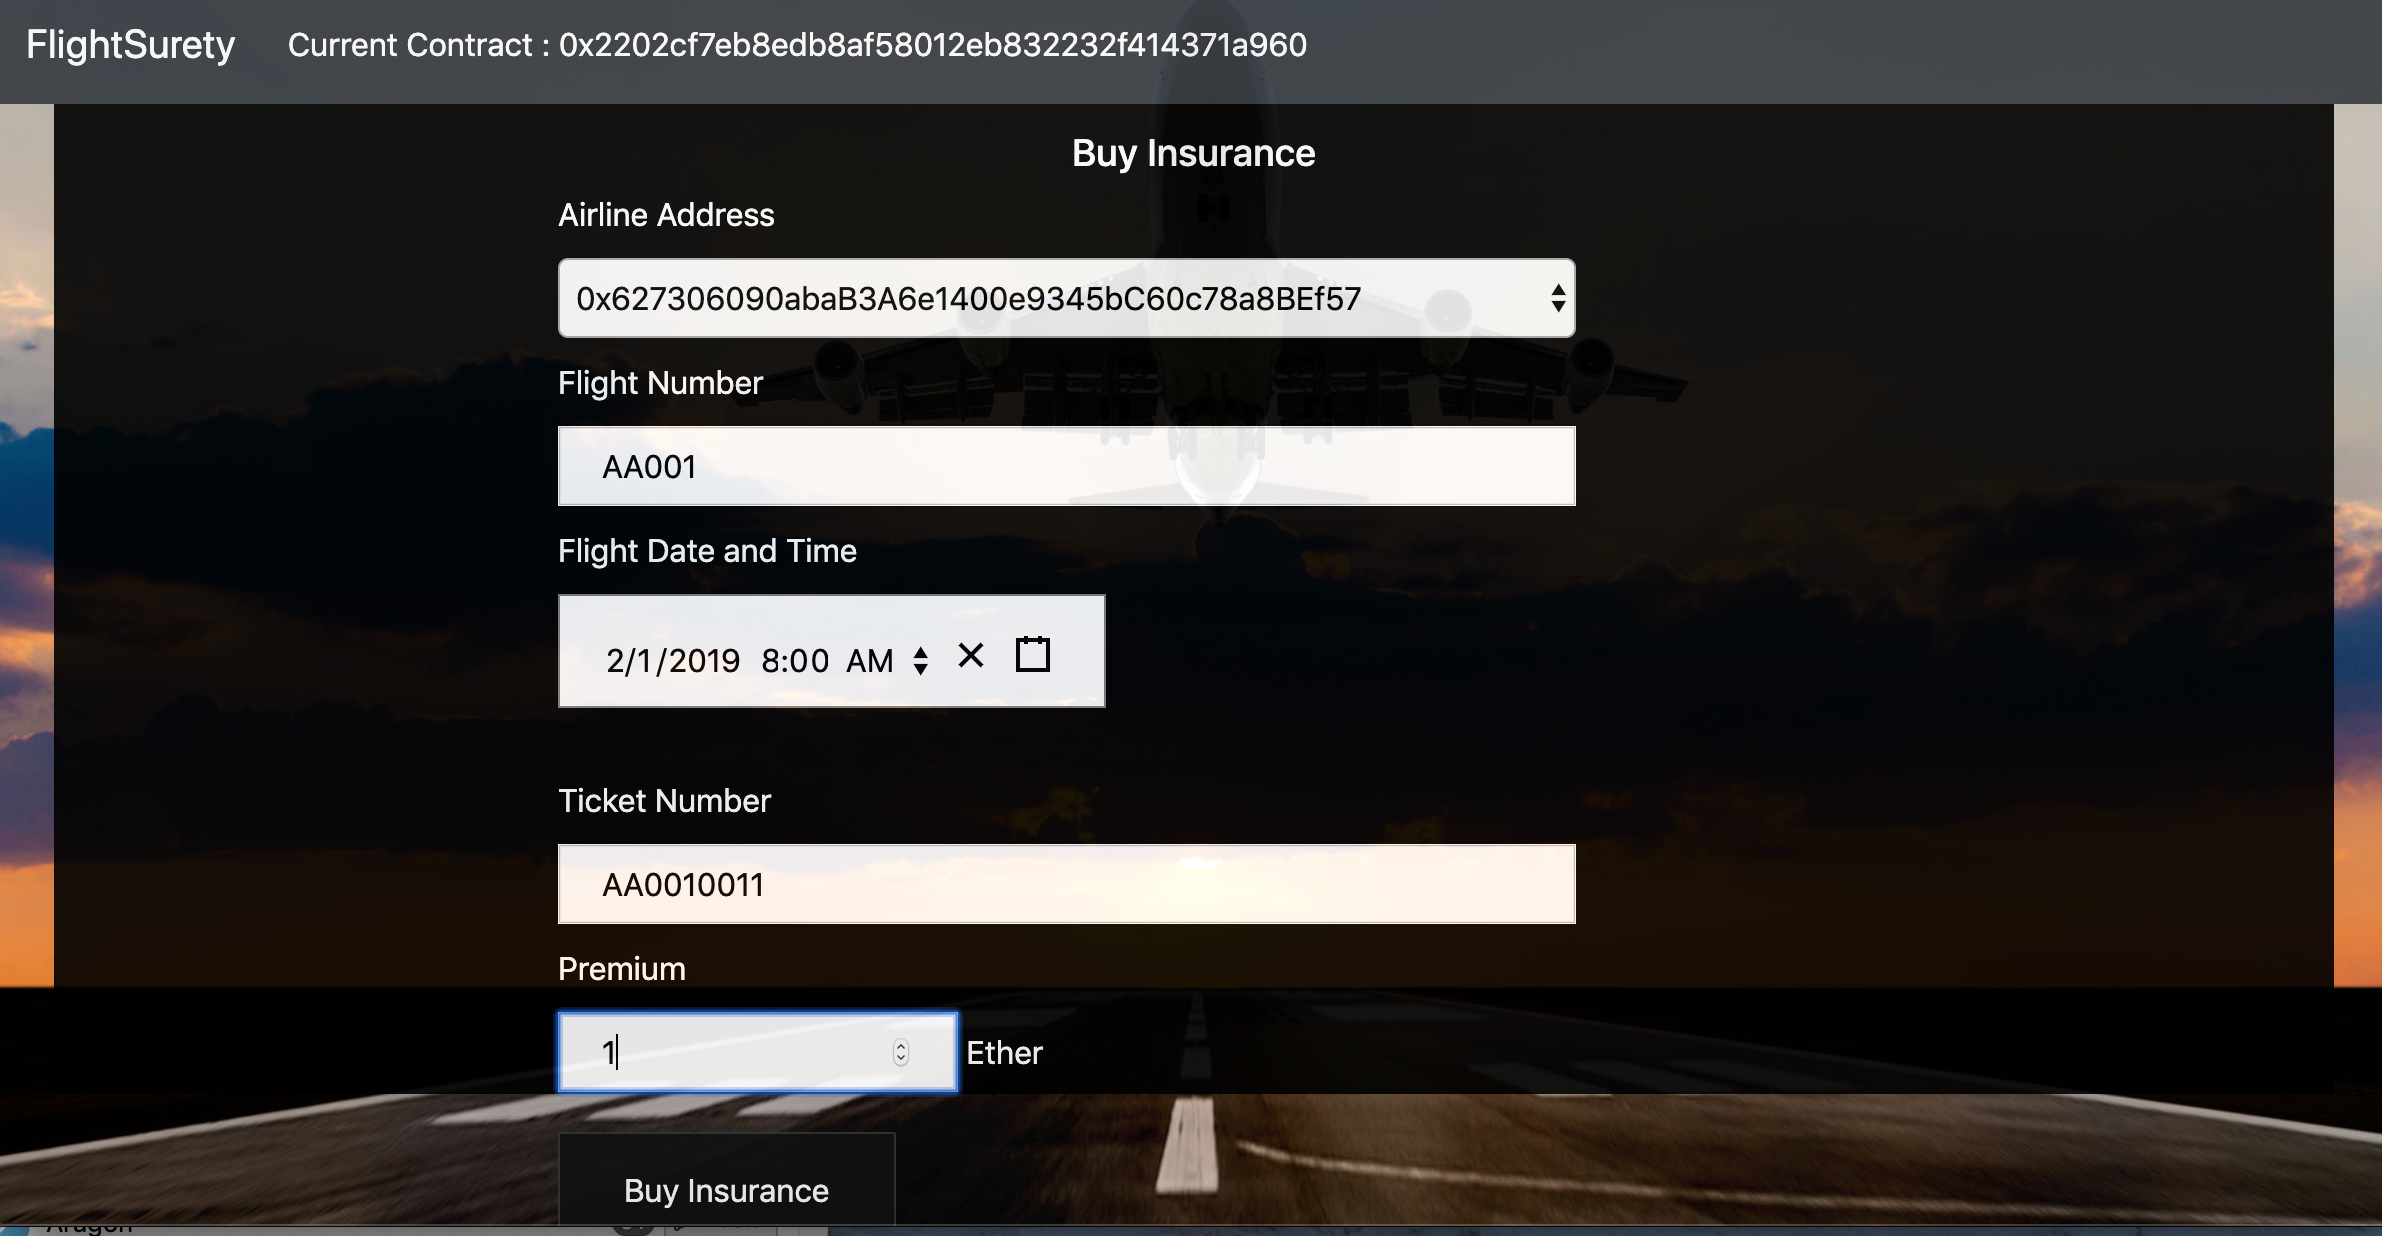 FlightSurety Current Contract : 0x2202cf7eb8edb8af58012eb832232f414371a960
Buy Insurance
Airline Address
0x627306090abaB3A6e1400e9345bC60c78a8BEf57
Flight Number
AA001
Flight Date and Time
2/1/2019 8:00 AM
Ticket Number
AA0010011
Premium
1 Ether
Buy Insurance